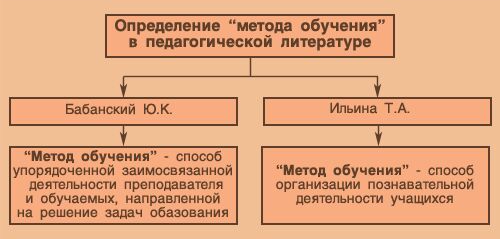 Определение “метода обучения”
в педагогической литературе
Бабанский Ю.К.
Ильина Т.А.
“Метод обучения” - способ
упорядоченной заимосвязанной
деятельности преподавателя
и обучаемых, направленной
на решение задач обазования
“Метод обучения” - способ
организации познавательной
деятельности учащихся